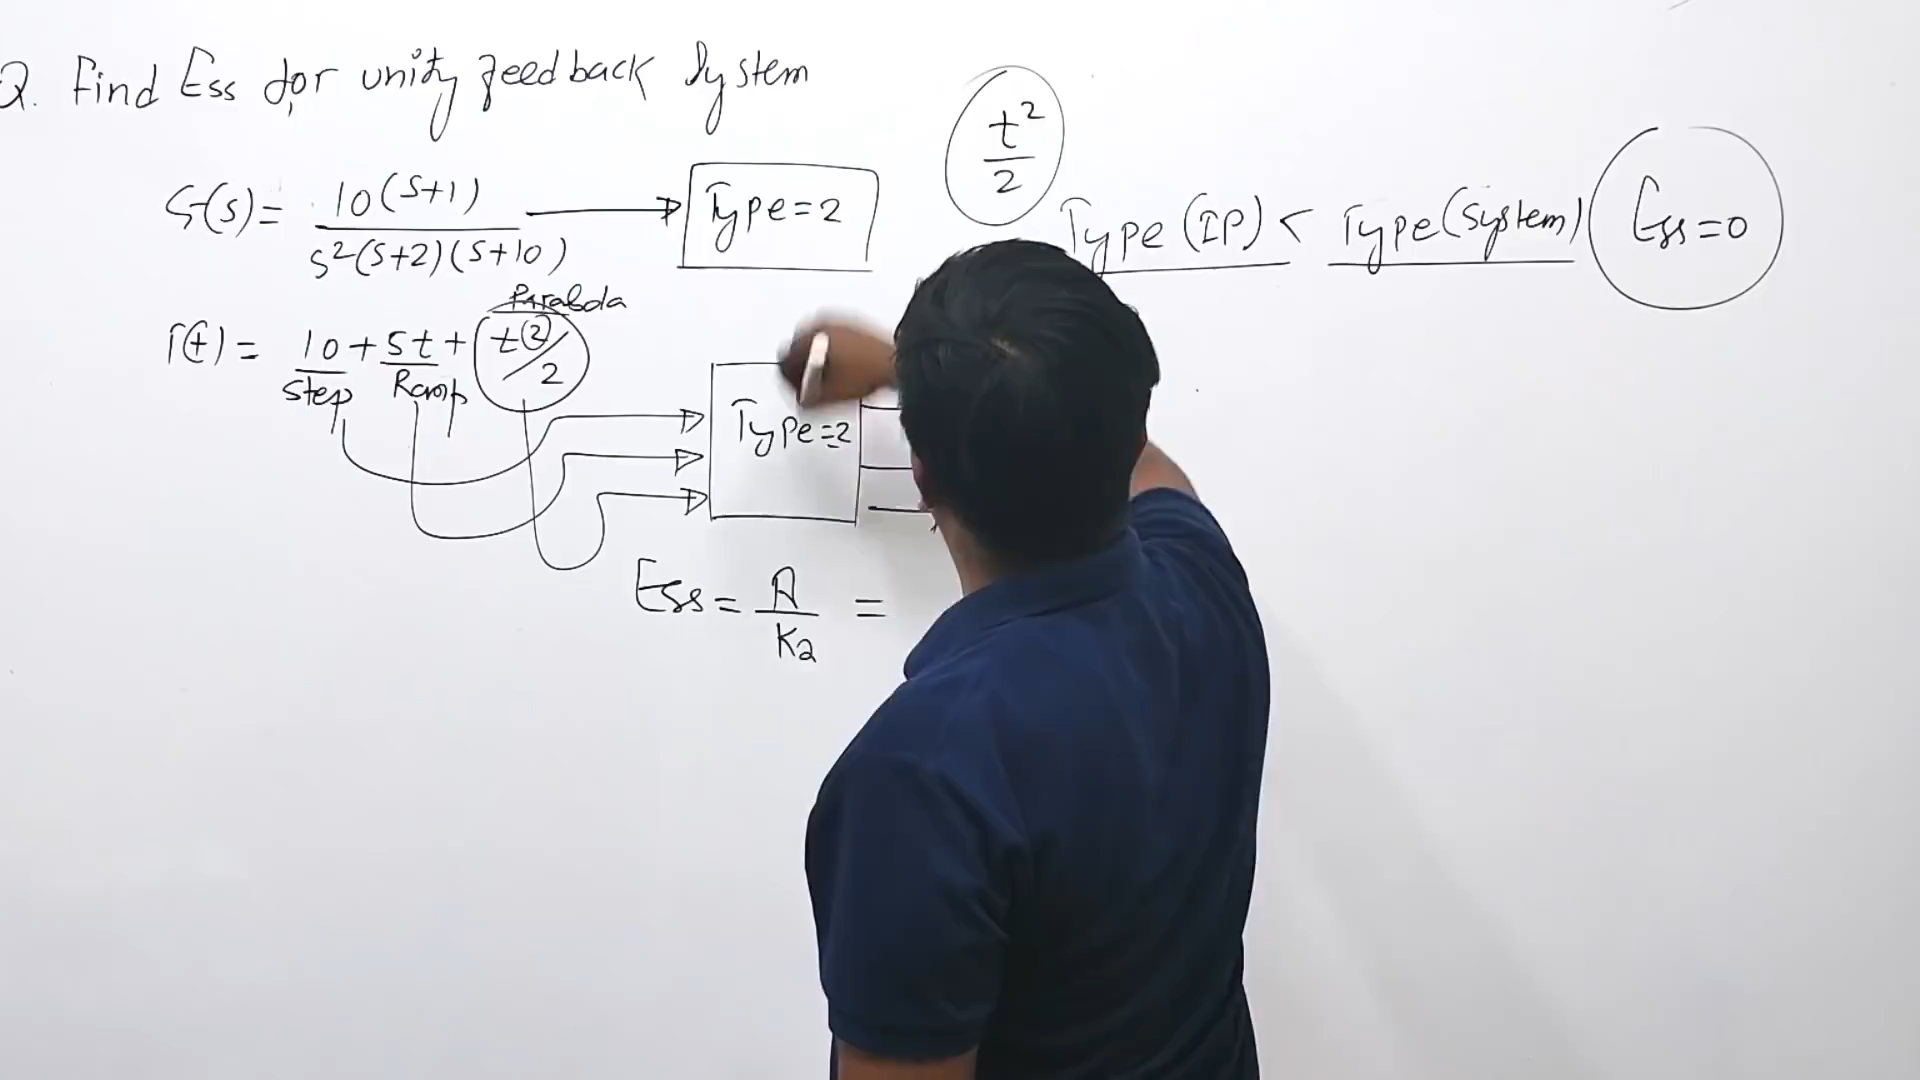 Q. Find Ess for unity feedback System
G(s) = 10(S+1) / S²(S+2)(S+10) → Type=2
t²/2
Type (IP) < Type (System) Ess=0
Parabola
r(t) = 10 + 5t + t²/2
Step Ramp
Type=2
Ess = A/K2 =